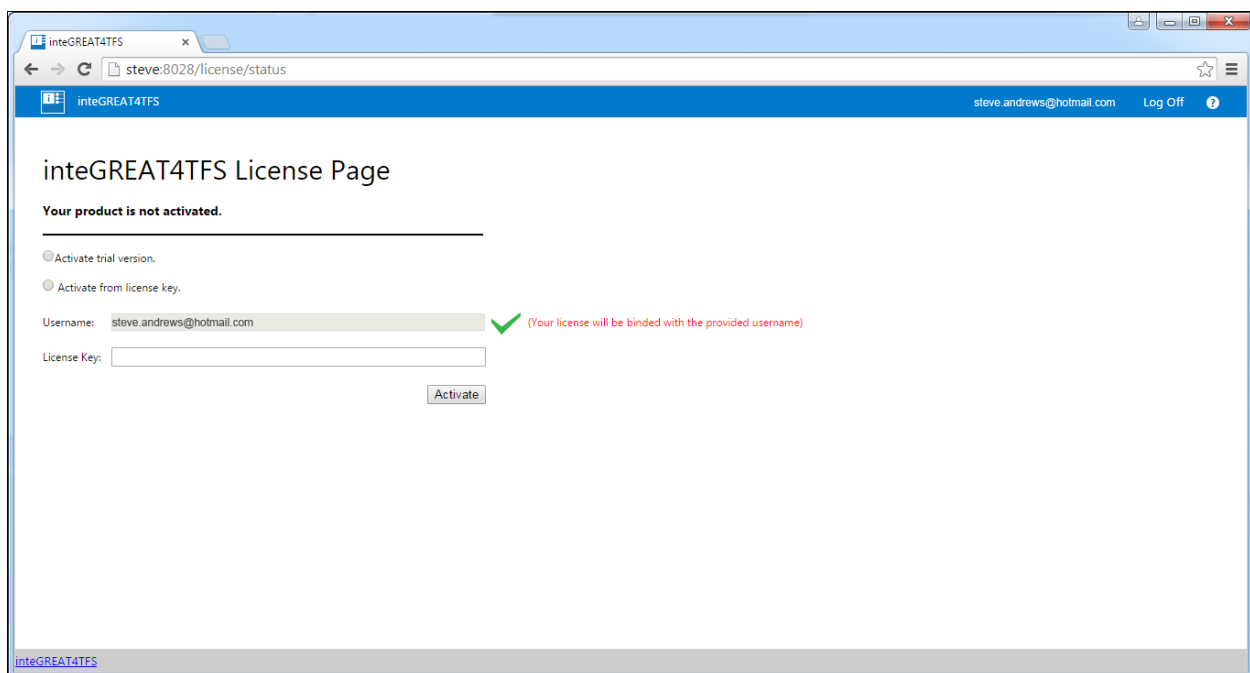 inteGREAT4TFS
steve:8028/license/status
inteGREAT4TFS
steve.andrews@hotmail.com
Log Off
?
inteGREAT4TFS License Page
Your product is not activated.
Activate trial version.
Activate from license key.
Username: steve.andrews@hotmail.com (Your license will be binded with the provided username)
License Key:
Activate
inteGREAT4TFS